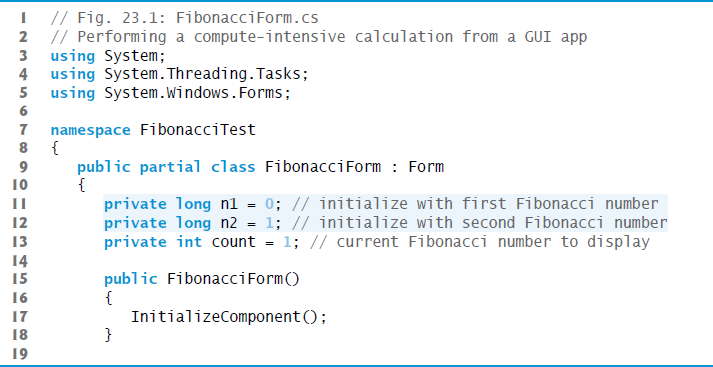 1 // Fig. 23.1: FibonacciForm.cs
2 // Performing a compute-intensive calculation from a GUI app
3 using System;
4 using System.Threading.Tasks;
5 using System.Windows.Forms;
6
7 namespace FibonacciTest
8 {
9 public partial class FibonacciForm : Form
10 {
11 private long n1 = 0; // initialize with first Fibonacci number
12 private long n2 = 1; // initialize with second Fibonacci number
13 private int count = 1; // current Fibonacci number to display
14
15 public FibonacciForm()
16 {
17 InitializeComponent();
18 }
19